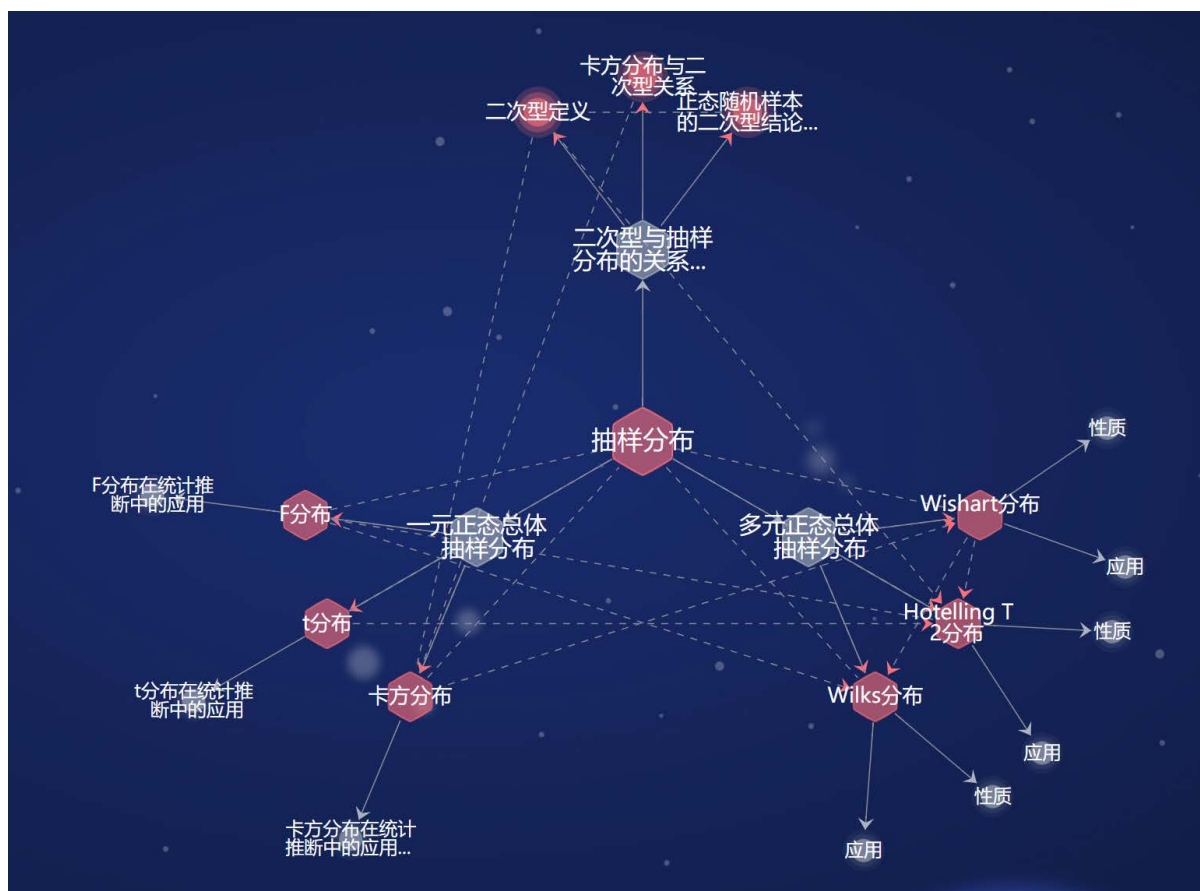 卡方分布与二
次型关系
二次型定义
正态随机样本
的二次型结论...
二次型与抽样
分布的关系...
抽样分布
性质
F分布在统计推
断中的应用
F分布
一元正态总体
抽样分布
多元正态总体
抽样分布
Wishart分布
应用
t分布
Hotelling T
2分布
性质
t分布在统计推
断中的应用
卡方分布
Wilks分布
应用
性质
卡方分布在统计
推断中的应用...
应用